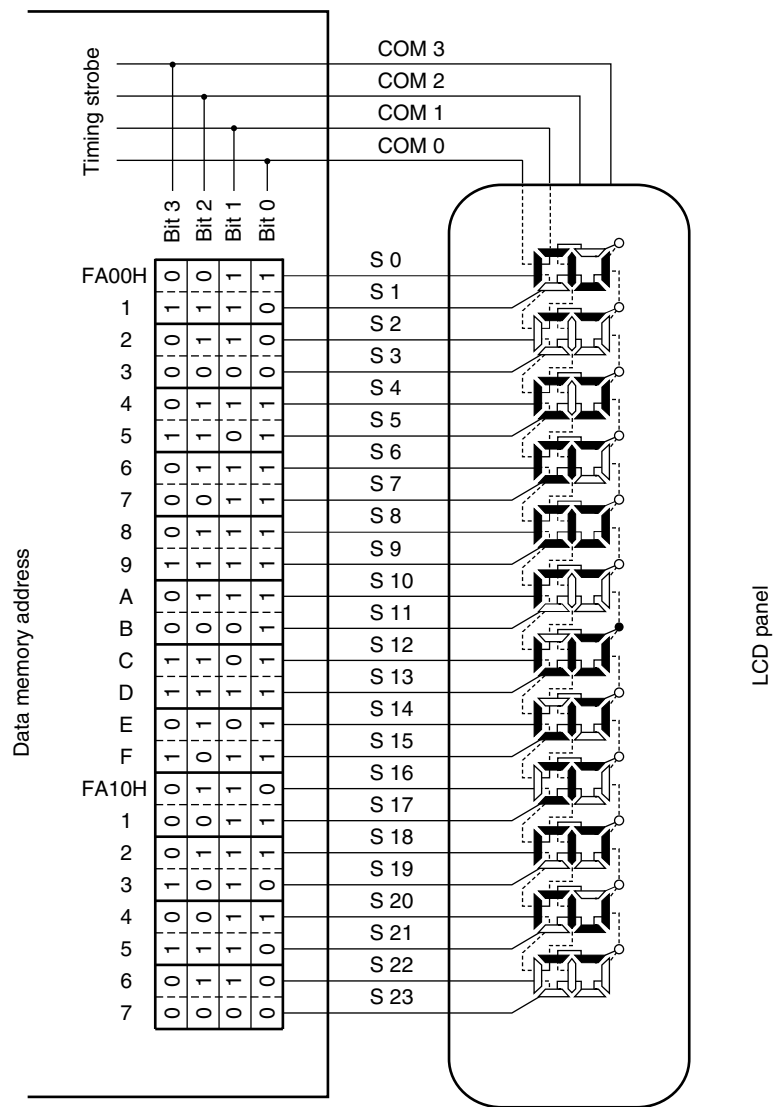 Timing strobe
COM 3
COM 2
COM 1
COM 0
Bit 3 Bit 2 Bit 1 Bit 0
FA00H 0 0 1 1 S 0
1 1 1 1 0 S 1
2 0 1 1 0 S 2
3 0 0 0 0 S 3
4 0 1 1 1 S 4
5 1 1 0 1 S 5
6 0 1 1 1 S 6
7 0 0 1 1 S 7
8 0 1 1 1 S 8
9 1 1 1 1 S 9
A 0 1 1 1 S 10
B 0 0 0 1 S 11
C 1 1 0 1 S 12
D 1 1 1 1 S 13
E 0 1 0 1 S 14
F 1 0 1 1 S 15
FA10H 0 1 1 0 S 16
1 0 0 1 1 S 17
2 0 1 1 1 S 18
3 1 0 1 0 S 19
4 0 0 1 1 S 20
5 1 1 1 0 S 21
6 0 1 1 0 S 22
7 0 0 0 0 S 23
Data memory address
LCD panel